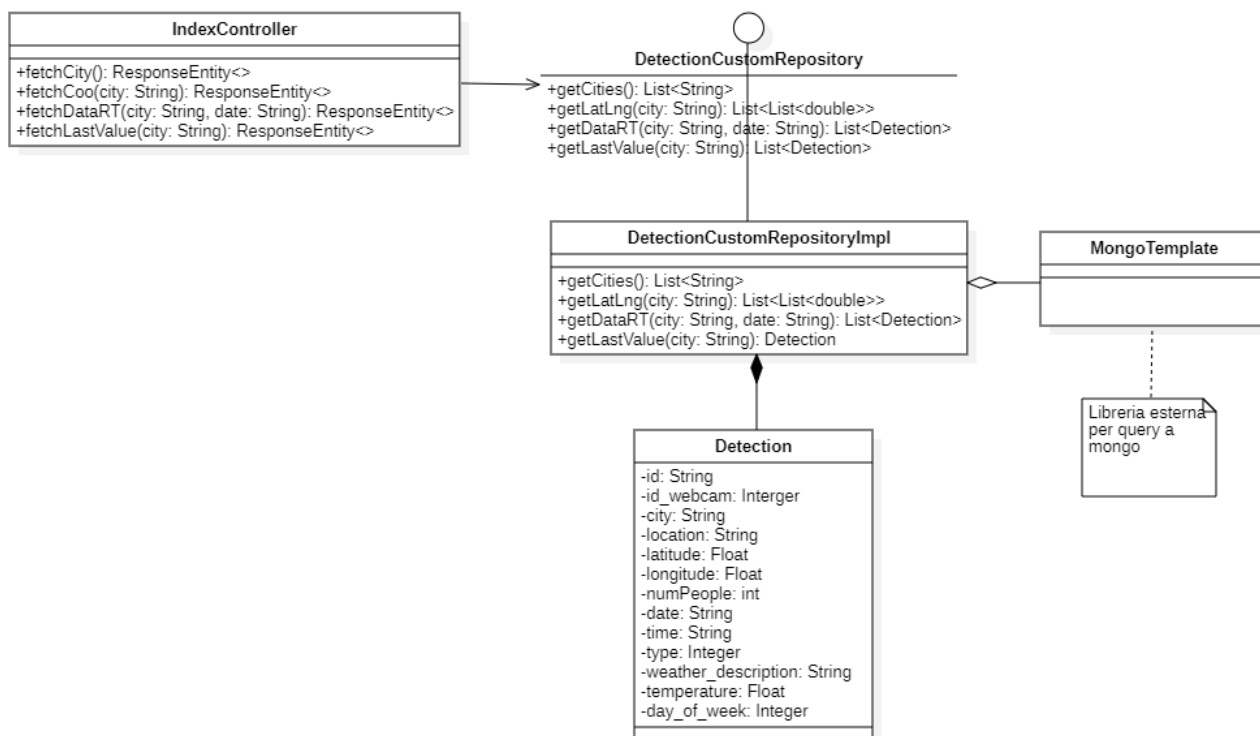 IndexController
+fetchCity(): ResponseEntity<>
+fetchCoo(city: String): ResponseEntity<>
+fetchDataRT(city: String, date: String): ResponseEntity<>
+fetchLastValue(city: String): ResponseEntity<>
DetectionCustomRepository
+getCities(): List<String>
+getLatLng(city: String): List<List<double>>
+getDataRT(city: String, date: String): List<Detection>
+getLastValue(city: String): List<Detection>
DetectionCustomRepositoryImpl
+getCities(): List<String>
+getLatLng(city: String): List<List<double>>
+getDataRT(city: String, date: String): List<Detection>
+getLastValue(city: String): Detection
MongoTemplate
Libreria esterna
per query a
mongo
Detection
-id: String
-id_webcam: Interger
-city: String
-location: String
-latitude: Float
-longitude: Float
-numPeople: int
-date: String
-time: String
-type: Integer
-weather_description: String
-temperature: Float
-day_of_week: Integer